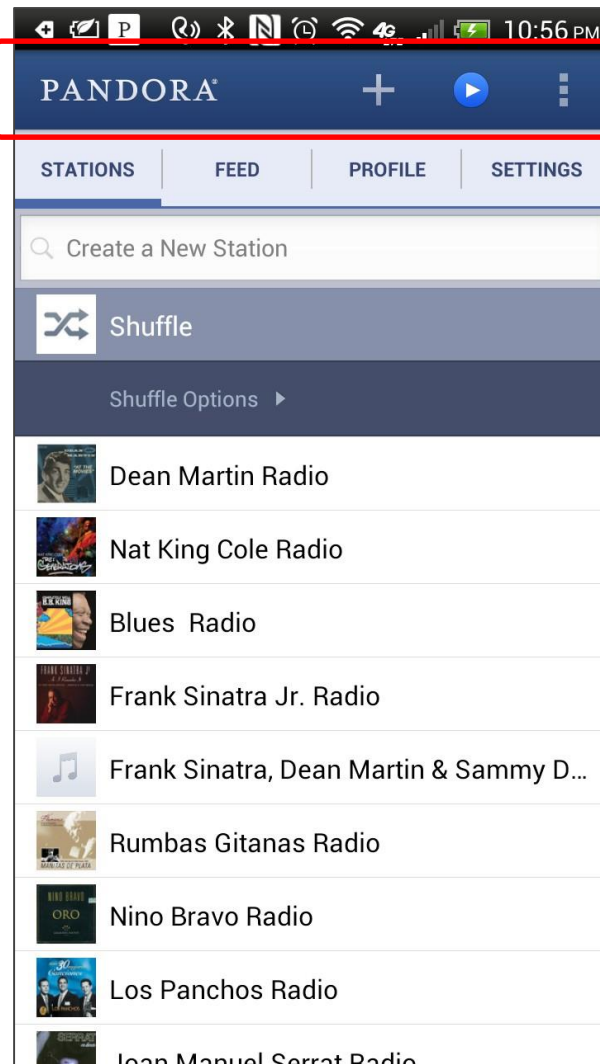 P 4G 10:56 PM
PANDORA
STATIONS FEED PROFILE SETTINGS
Create a New Station
Shuffle
Shuffle Options
Dean Martin Radio
Nat King Cole Radio
Blues Radio
Frank Sinatra Jr. Radio
Frank Sinatra, Dean Martin & Sammy D...
Rumbas Gitanas Radio
Nino Bravo Radio
ORO
Los Panchos Radio
Joan Manuel Serrat Radio